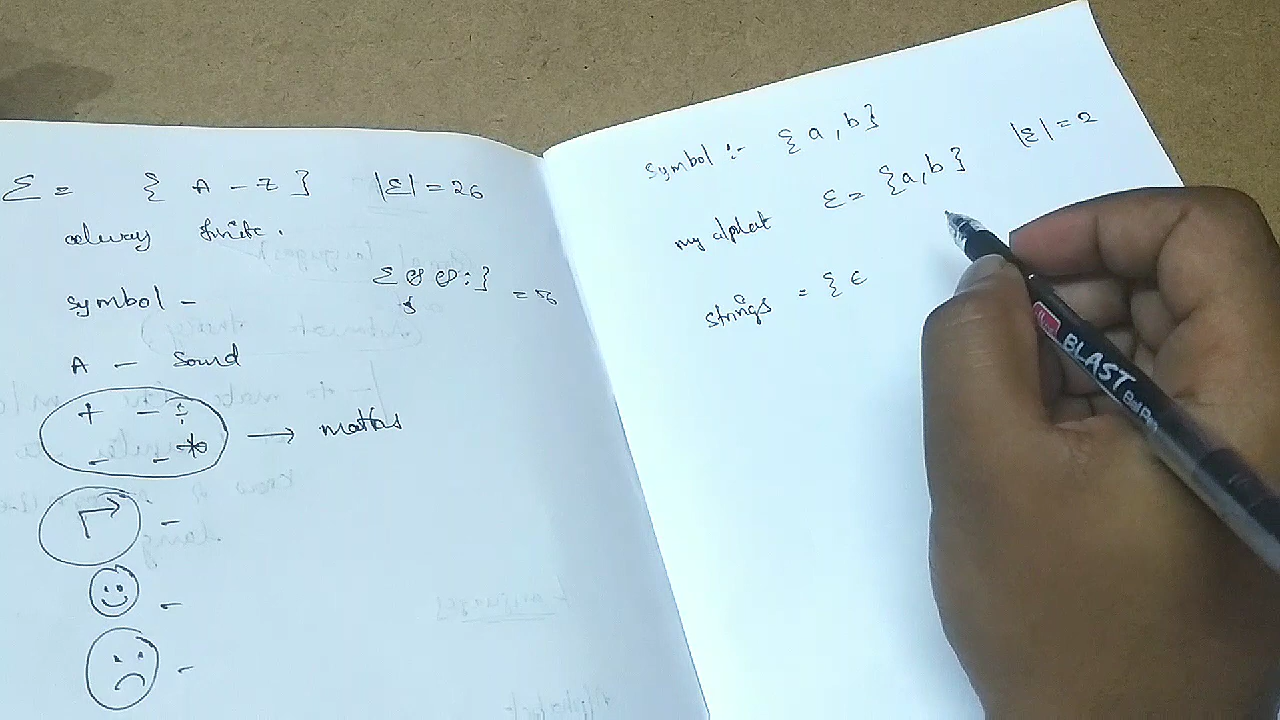 Σ = { A - Z } |Σ| = 26
alway finite.
symbol -
= 
A - Sound
+ - ÷
- - *
→ maths
Symbol :- {a, b}
my alphet Σ = {a, b} |Σ| = 2
strings = { ε
BLAST